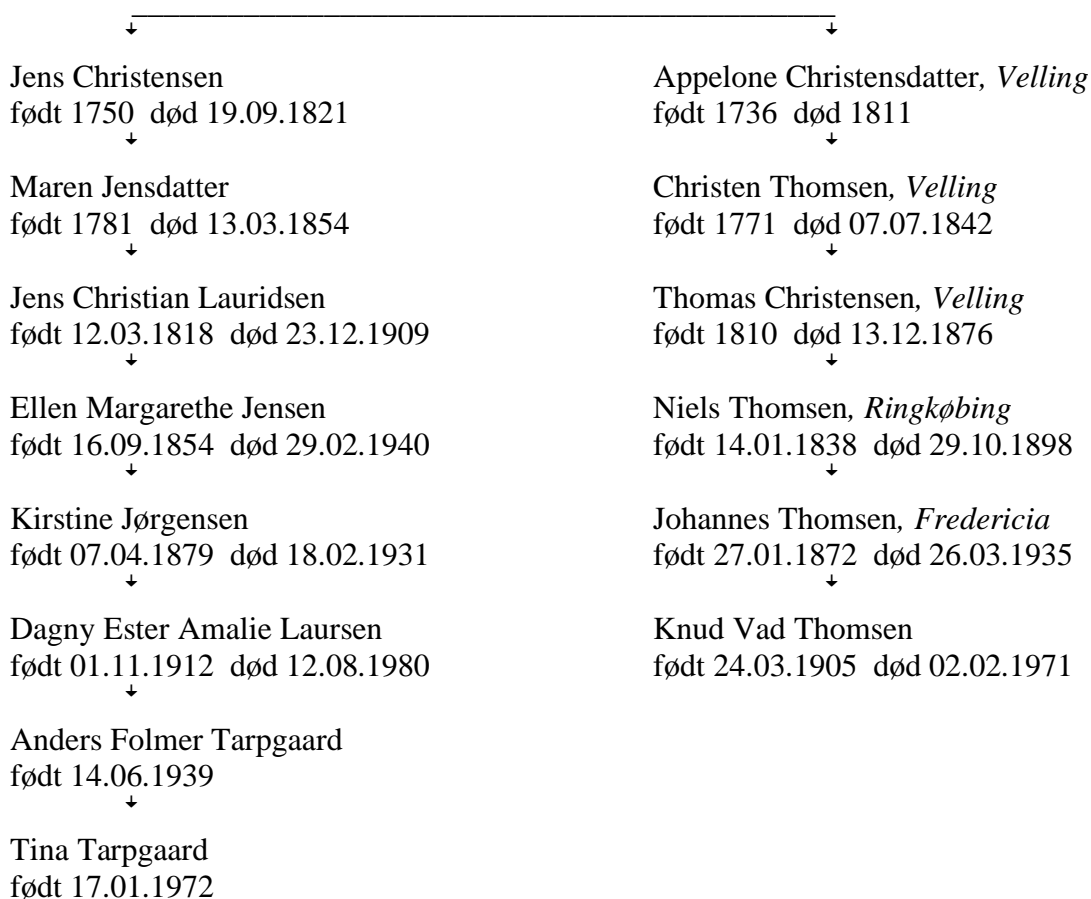 Jens Christensen
født 1750  død 19.09.1821
Maren Jensdatter
født 1781  død 13.03.1854
Jens Christian Lauridsen
født 12.03.1818  død 23.12.1909
Ellen Margarethe Jensen
født 16.09.1854  død 29.02.1940
Kirstine Jørgensen
født 07.04.1879  død 18.02.1931
Dagny Ester Amalie Laursen
født 01.11.1912  død 12.08.1980
Anders Folmer Tarpgaard
født 14.06.1939
Tina Tarpgaard
født 17.01.1972
Appelone Christensdatter, Velling
født 1736  død 1811
Christen Thomsen, Velling
født 1771  død 07.07.1842
Thomas Christensen, Velling
født 1810  død 13.12.1876
Niels Thomsen, Ringkøbing
født 14.01.1838  død 29.10.1898
Johannes Thomsen, Fredericia
født 27.01.1872  død 26.03.1935
Knud Vad Thomsen
født 24.03.1905  død 02.02.1971